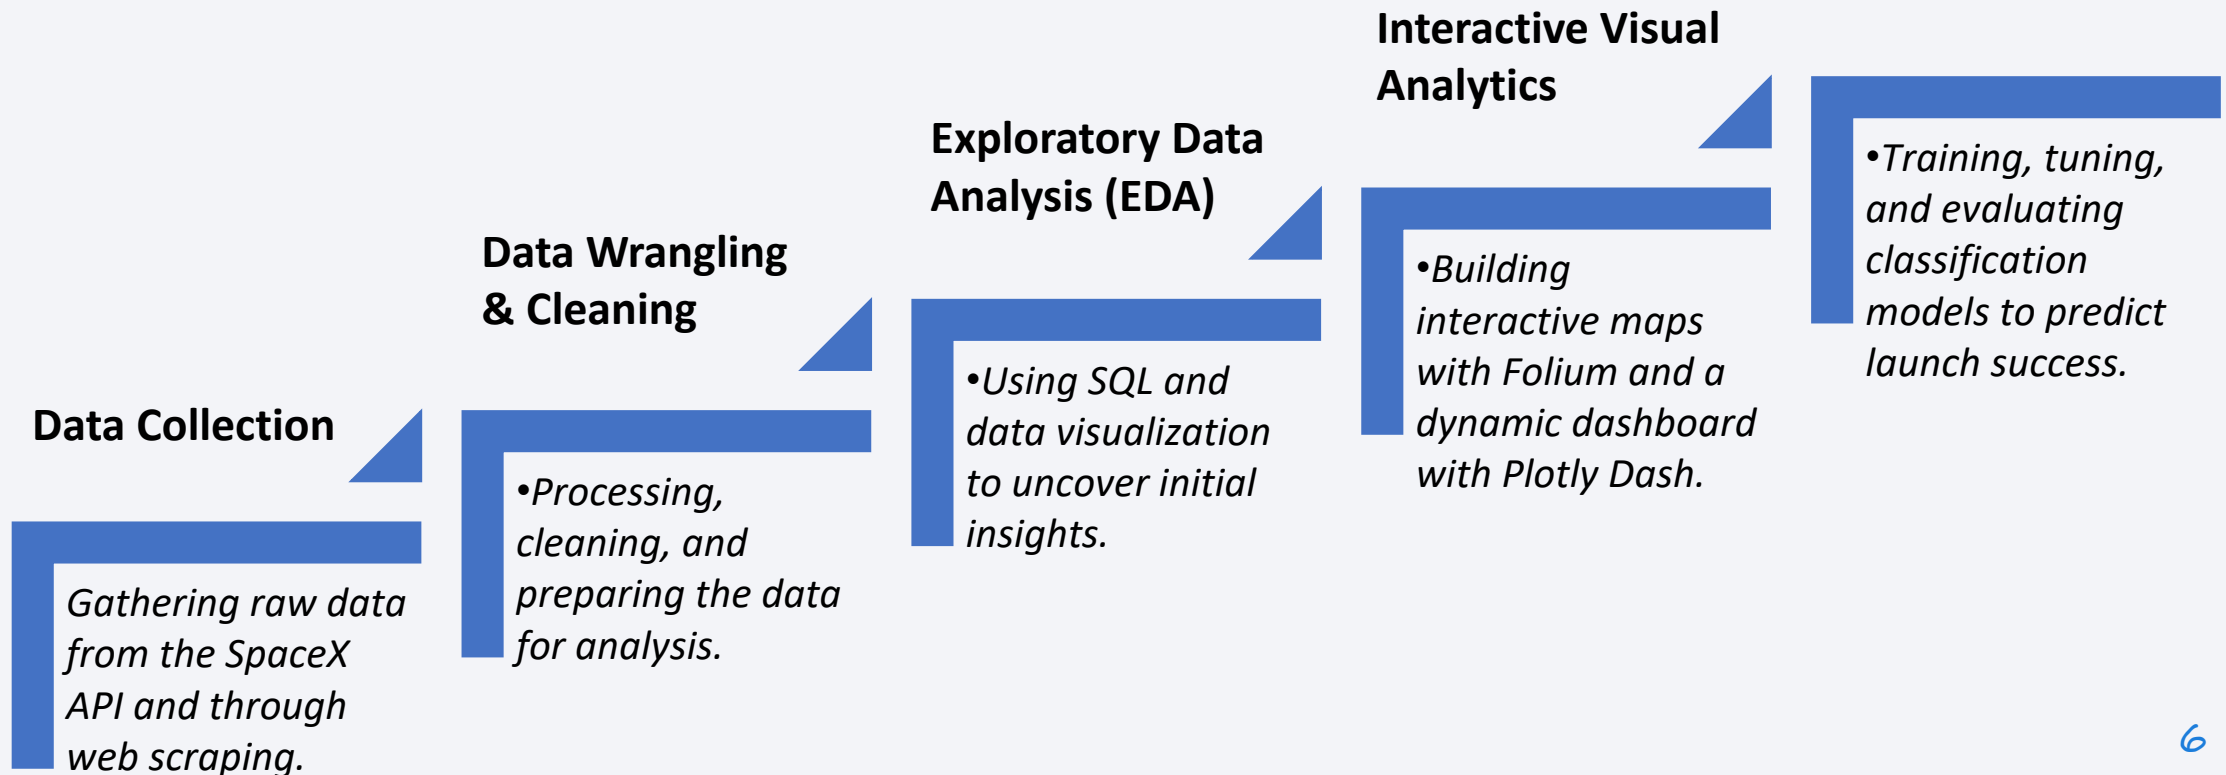 Data Collection
Gathering raw data
from the SpaceX
API and through
web scraping.
Data Wrangling
& Cleaning
•Processing,
cleaning, and
preparing the data
for analysis.
Exploratory Data
Analysis (EDA)
•Using SQL and
data visualization
to uncover initial
insights.
Interactive Visual
Analytics
•Building
interactive maps
with Folium and a
dynamic dashboard
with Plotly Dash.
•Training, tuning,
and evaluating
classification
models to predict
launch success.
6